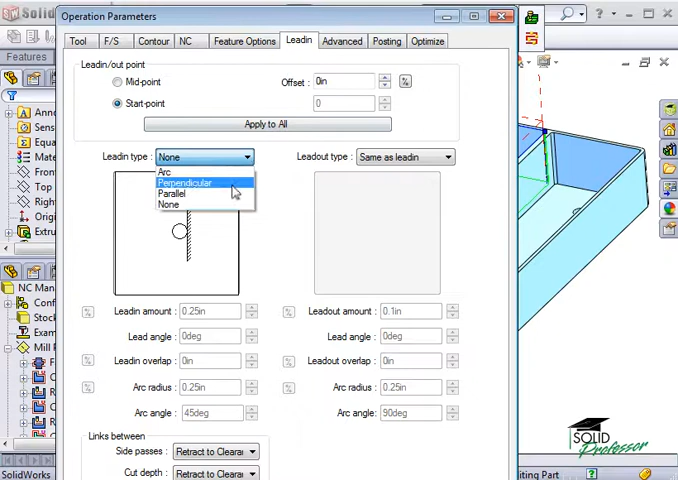 Solid
Operation Parameters
Tool F/S Contour NC Feature Options Leadin Advanced Posting Optimize
Features
Leadin/out point
Mid-point
Offset: 0in %
Start-point
0
Apply to All
Anno
Sens
Equa
Mate
Front
Top
Right
Origi
Extru
Leadin type: None
Leadout type: Same as leadin
Arc
Perpendicular
Parallel
None
NC Man
Conf
Stock
Exam
Mill P
% Leadin amount: 0.25in
% Leadout amount: 0.1in
Lead angle: 0deg
Lead angle: 0deg
% Leadin overlap: 0in
% Leadout overlap: 0in
% Arc radius: 0.25in
% Arc radius: 0.25in
Arc angle: 45deg
Arc angle: 90deg
Links between
Side passes: Retract to Clearan
Cut depth: Retract to Clearan
SOLID
Professor
SolidWorks
iting Part